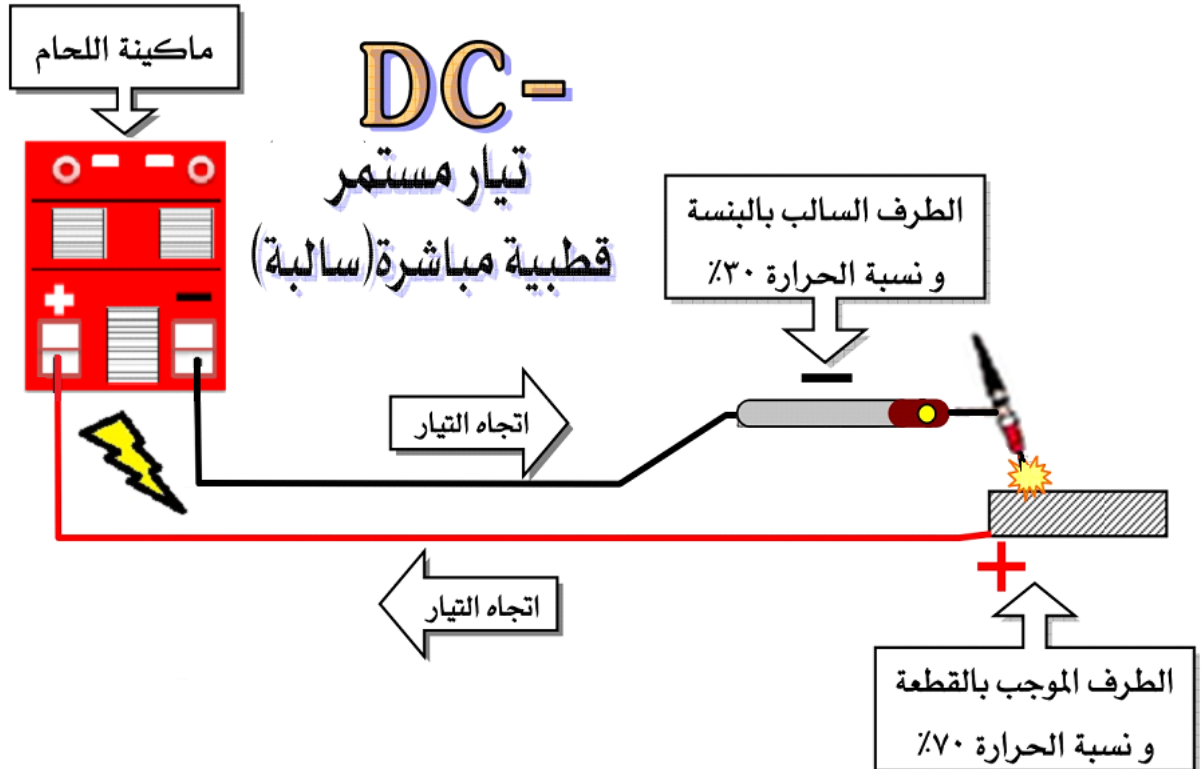 ماكينة اللحام
DC-
تيار مستمر
قطبية مباشرة(سالبة)
الطرف السالب بالبنسة
و نسبة الحرارة ٣٠٪
+
−
−
اتجاه التيار
اتجاه التيار
+
الطرف الموجب بالقطعة
و نسبة الحرارة ٧٠٪